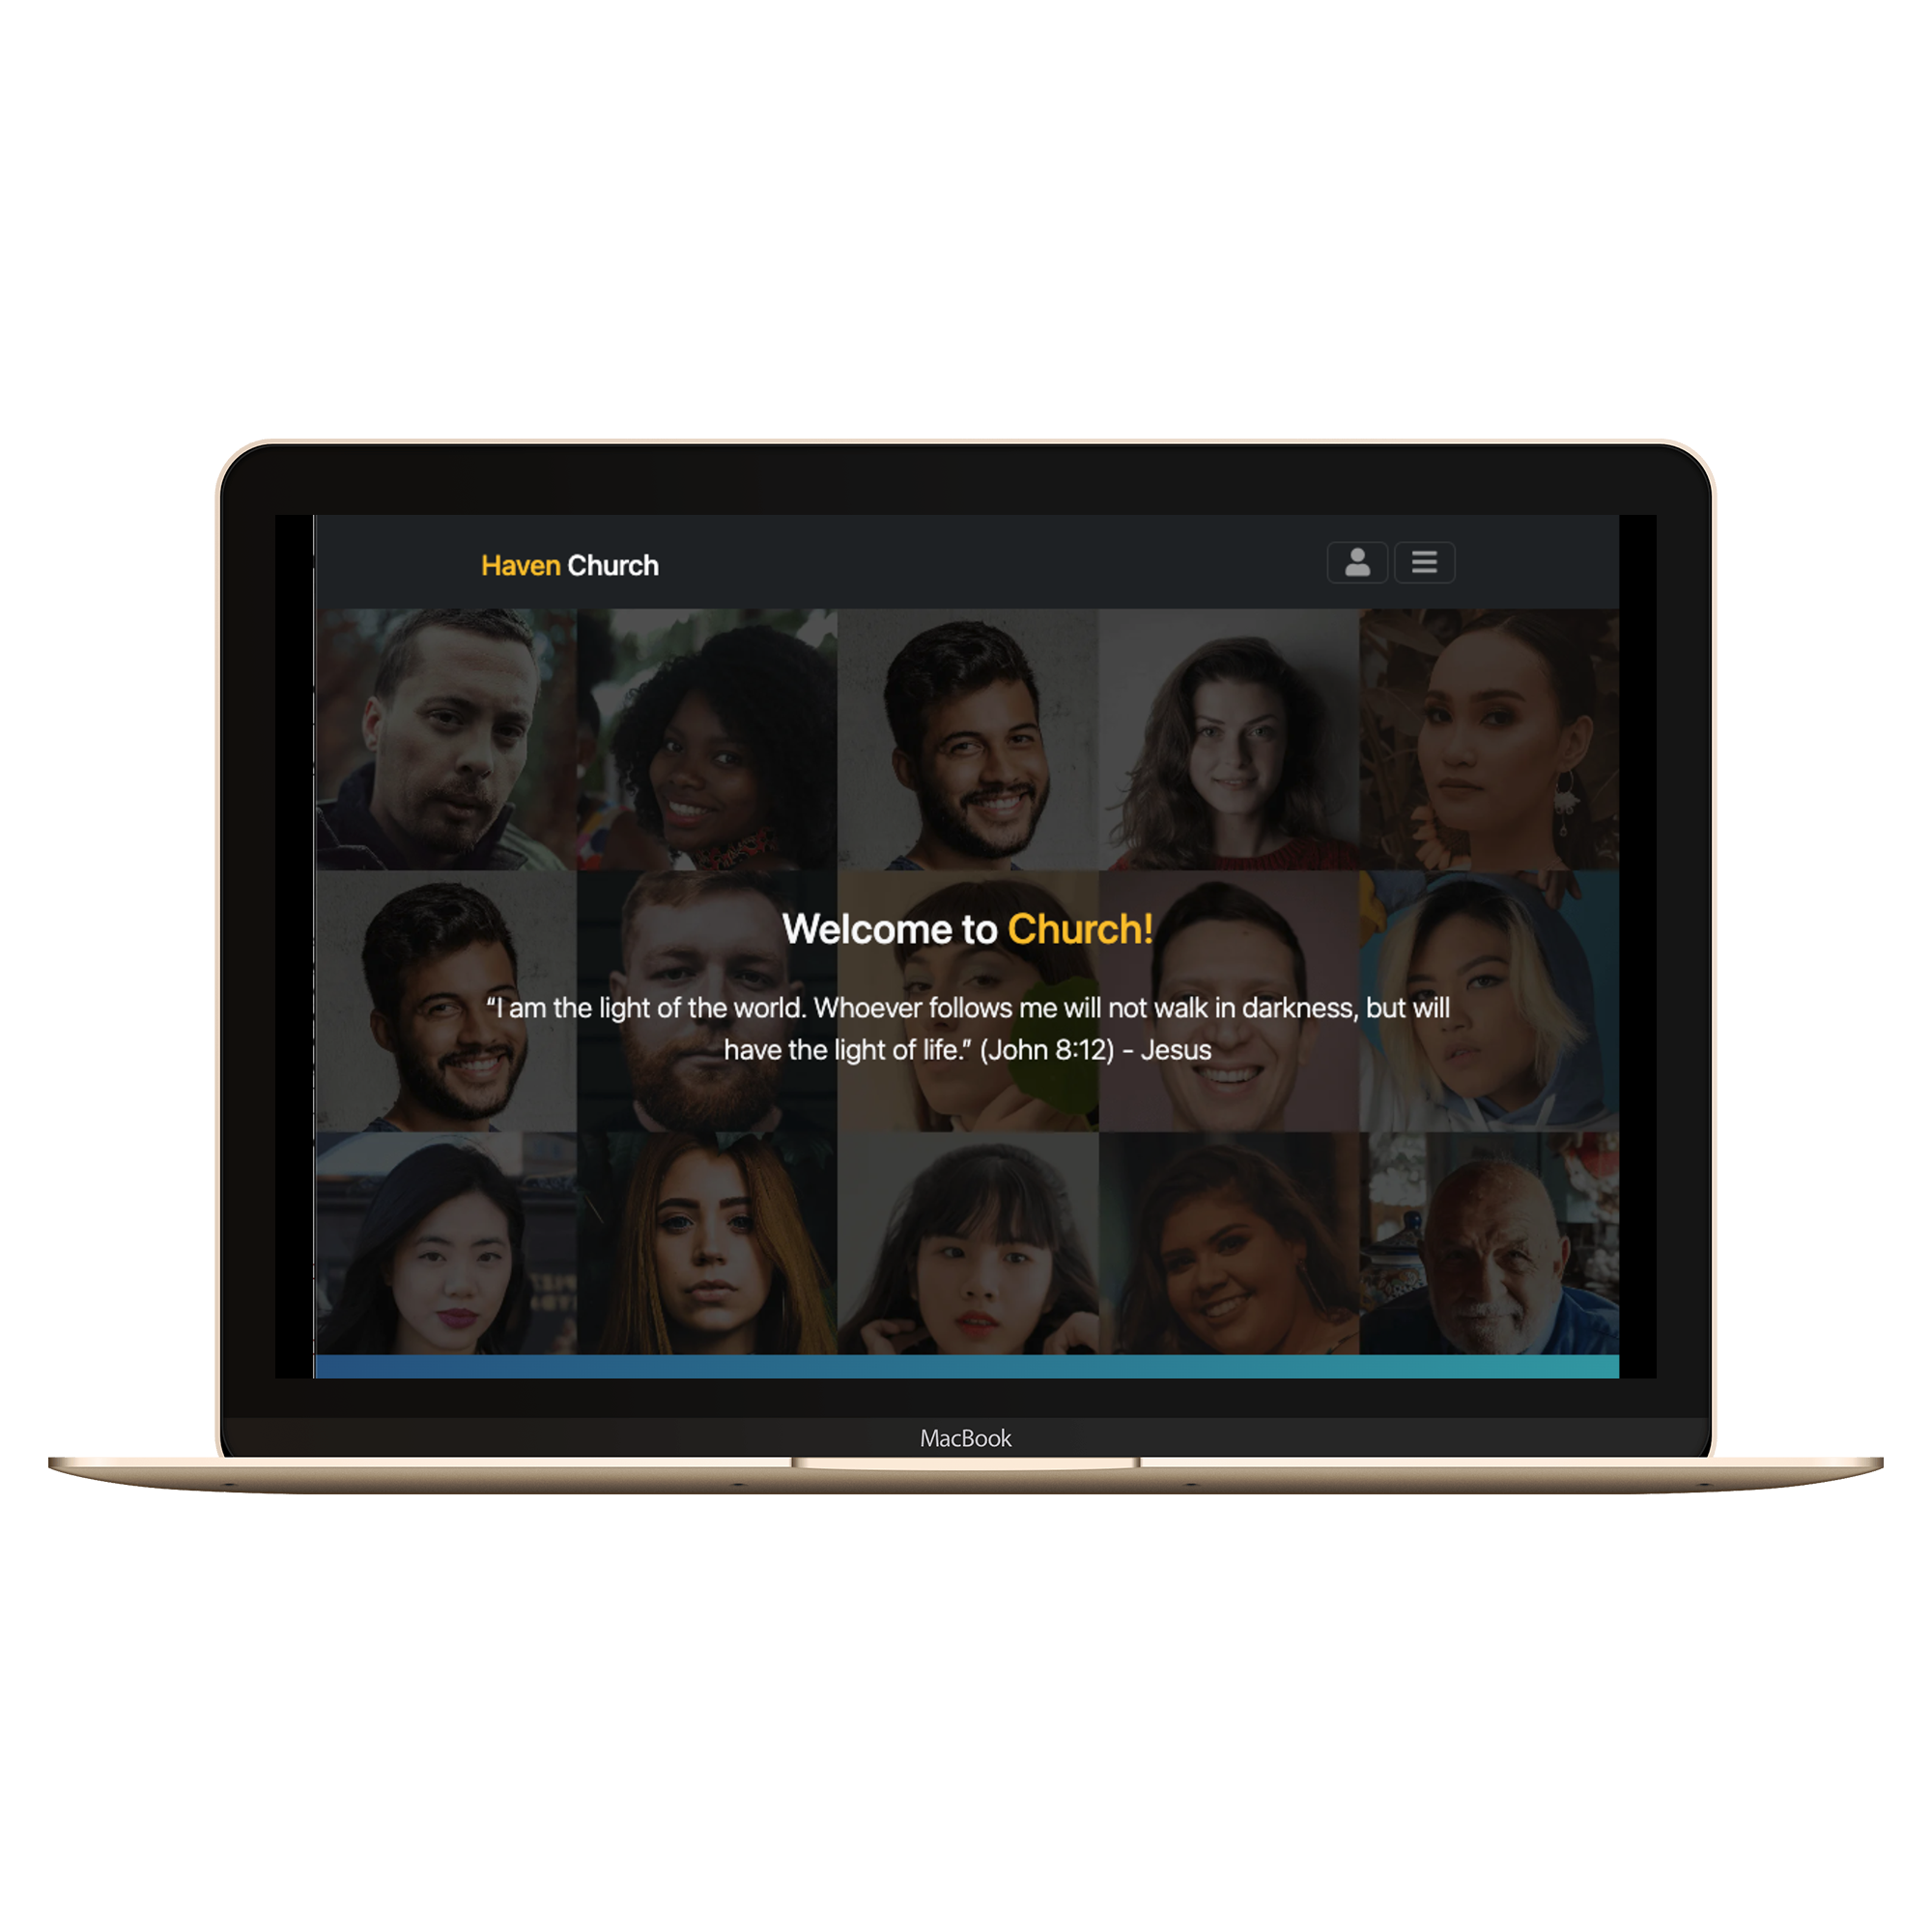 Haven Church
Welcome to Church!
“I am the light of the world. Whoever follows me will not walk in darkness, but will
have the light of life.” (John 8:12) - Jesus
MacBook